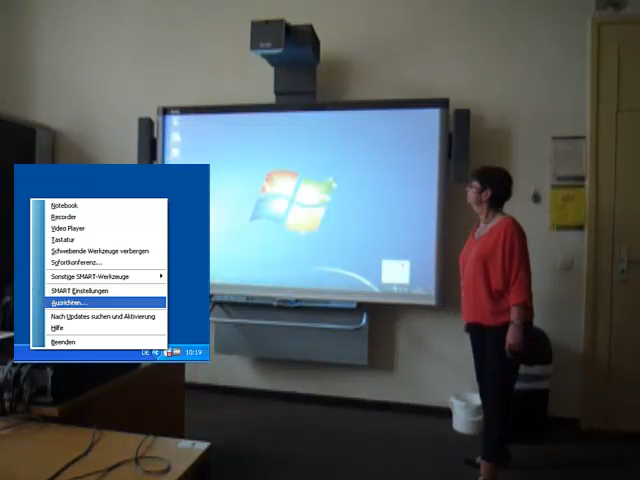 Notebook
Recorder
Video Player
Tastatur
Schwebende Werkzeuge verbergen
Sofortkonferenz...
Sonstige SMART-Werkzeuge
SMART Einstellungen
Ausrichten...
Nach Updates suchen und Aktivierung
Hilfe
Beenden
DE
10:19